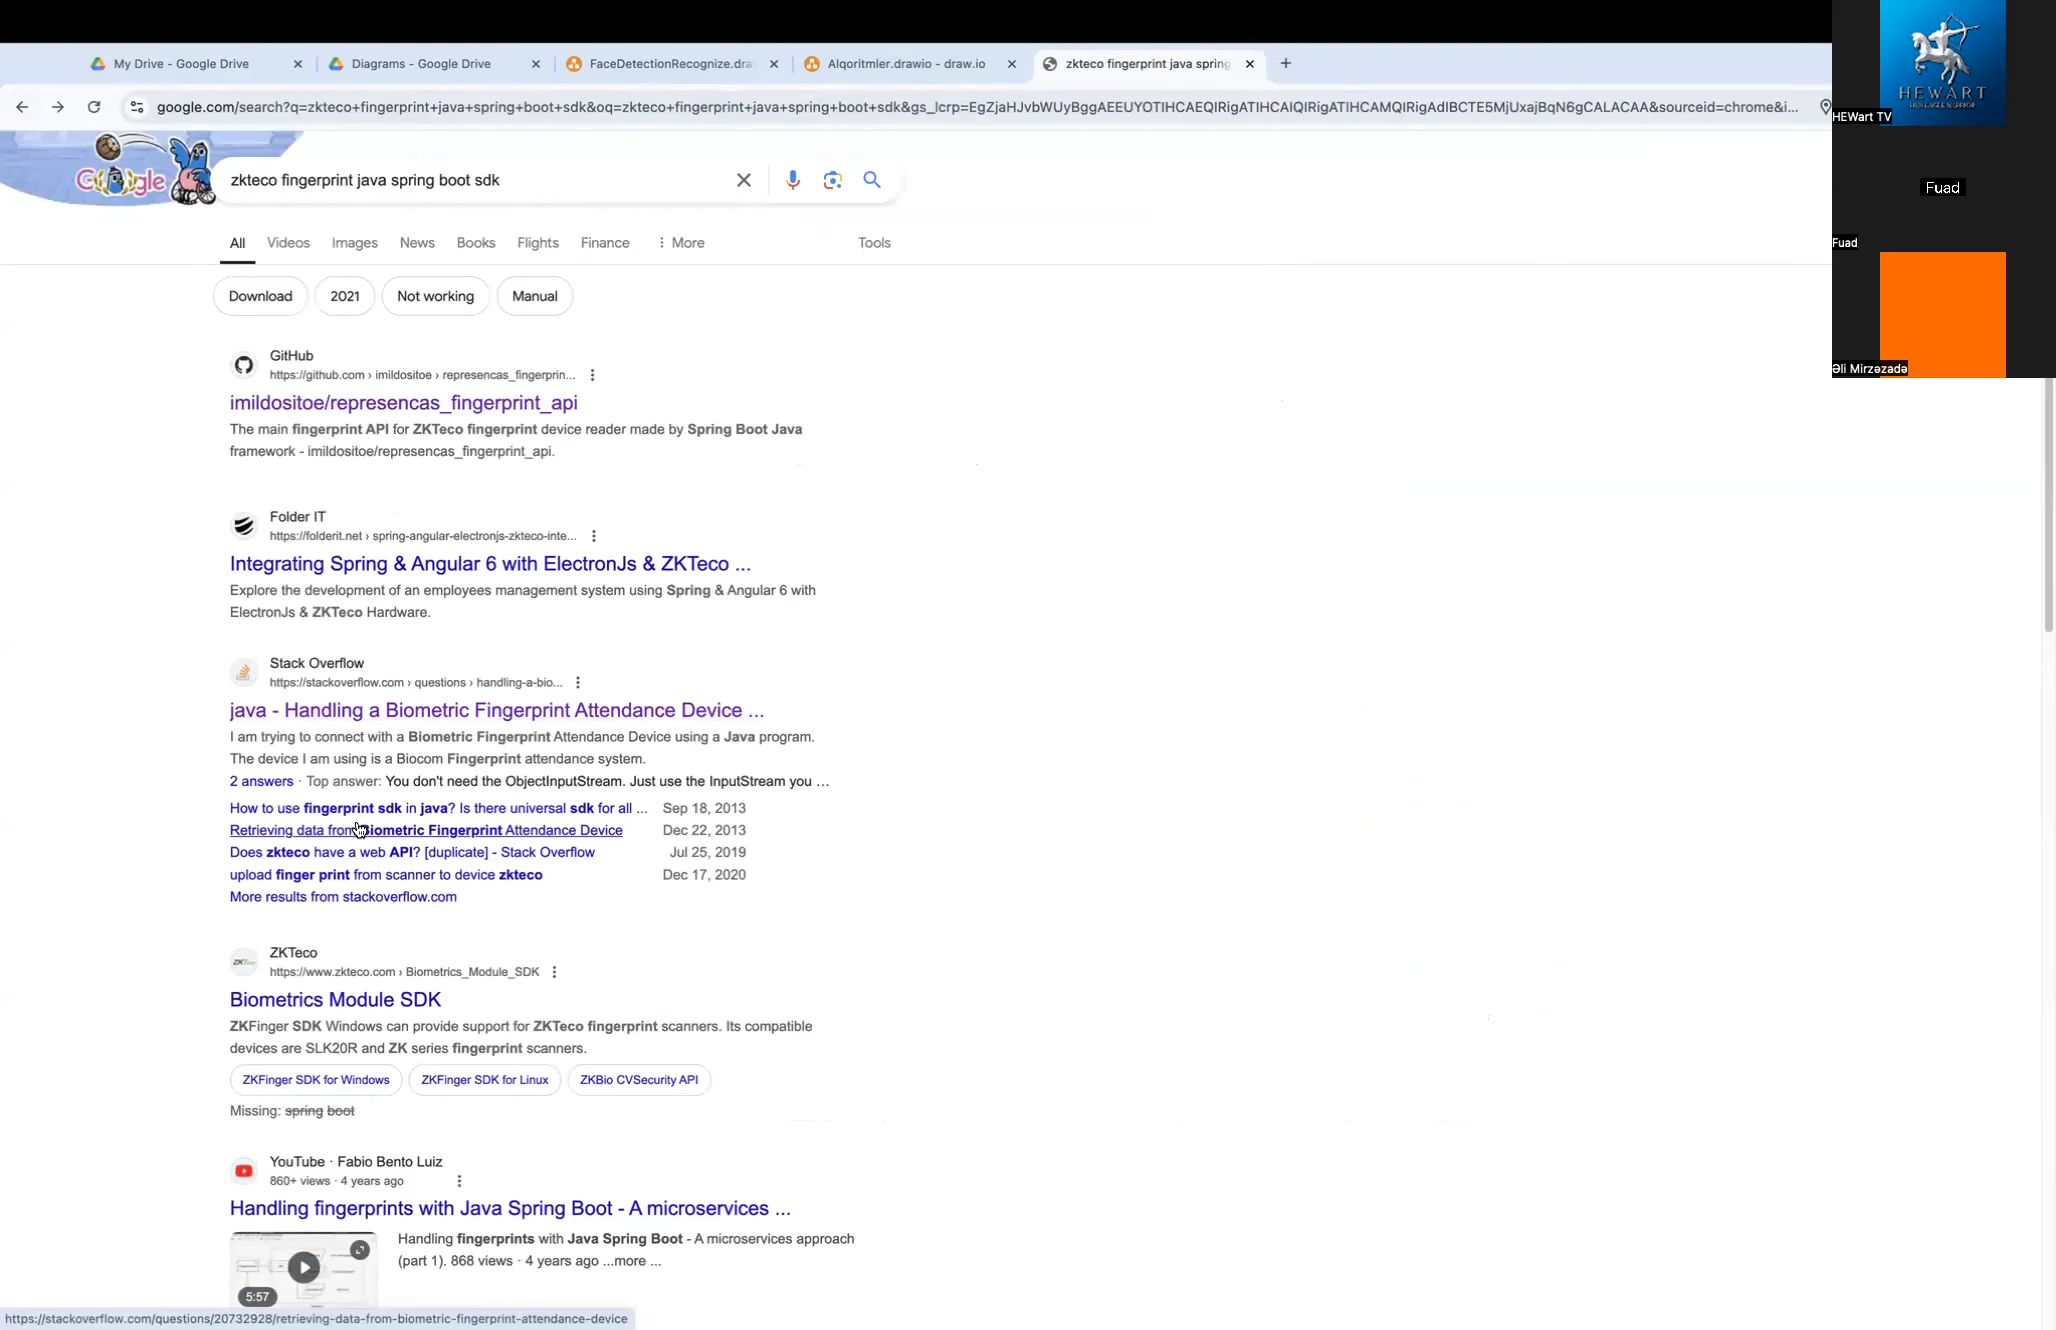 My Drive - Google Drive
Diagrams - Google Drive
FaceDetectionRecognize.dra
Alqoritmler.drawio - draw.io
zkteco fingerprint java spring
google.com/search?q=zkteco+fingerprint+java+spring+boot+sdk&oq=zkteco+fingerprint+java+spring+boot+sdk&gs_lcrp=EgZjaHJvbWUyBggAEEUYOTIHCAEQIRigATIHCAIQIRigATIHCAMQIRigAdIBCTE5MjUxajBqN6gCALACAA&sourceid=chrome&i...
HEWART
HEWart TV
Fuad
Fuad
Əli Mirzəzadə
Google
zkteco fingerprint java spring boot sdk
All
Videos
Images
News
Books
Flights
Finance
More
Tools
Download
2021
Not working
Manual
GitHub
https://github.com › imildositoe › represencas_fingerprin...
imildositoe/represencas_fingerprint_api
The main fingerprint API for ZKTeco fingerprint device reader made by Spring Boot Java
framework - imildositoe/represencas_fingerprint_api.
Folder IT
https://folderit.net › spring-angular-electronjs-zkteco-inte...
Integrating Spring & Angular 6 with ElectronJs & ZKTeco ...
Explore the development of an employees management system using Spring & Angular 6 with
ElectronJs & ZKTeco Hardware.
Stack Overflow
https://stackoverflow.com › questions › handling-a-bio...
java - Handling a Biometric Fingerprint Attendance Device ...
I am trying to connect with a Biometric Fingerprint Attendance Device using a Java program.
The device I am using is a Biocom Fingerprint attendance system.
2 answers · Top answer: You don't need the ObjectInputStream. Just use the InputStream you ...
How to use fingerprint sdk in java? Is there universal sdk for all ... Sep 18, 2013
Retrieving data from Biometric Fingerprint Attendance Device Dec 22, 2013
Does zkteco have a web API? [duplicate] - Stack Overflow Jul 25, 2019
upload finger print from scanner to device zkteco Dec 17, 2020
More results from stackoverflow.com
ZKTeco
https://www.zkteco.com › Biometrics_Module_SDK
Biometrics Module SDK
ZKFinger SDK Windows can provide support for ZKTeco fingerprint scanners. Its compatible
devices are SLK20R and ZK series fingerprint scanners.
ZKFinger SDK for Windows
ZKFinger SDK for Linux
ZKBio CVSecurity API
Missing: spring boot
YouTube · Fabio Bento Luiz
860+ views · 4 years ago
Handling fingerprints with Java Spring Boot - A microservices ...
Handling fingerprints with Java Spring Boot - A microservices approach
(part 1). 868 views · 4 years ago ...more ...
5:57
https://stackoverflow.com/questions/20732928/retrieving-data-from-biometric-fingerprint-attendance-device